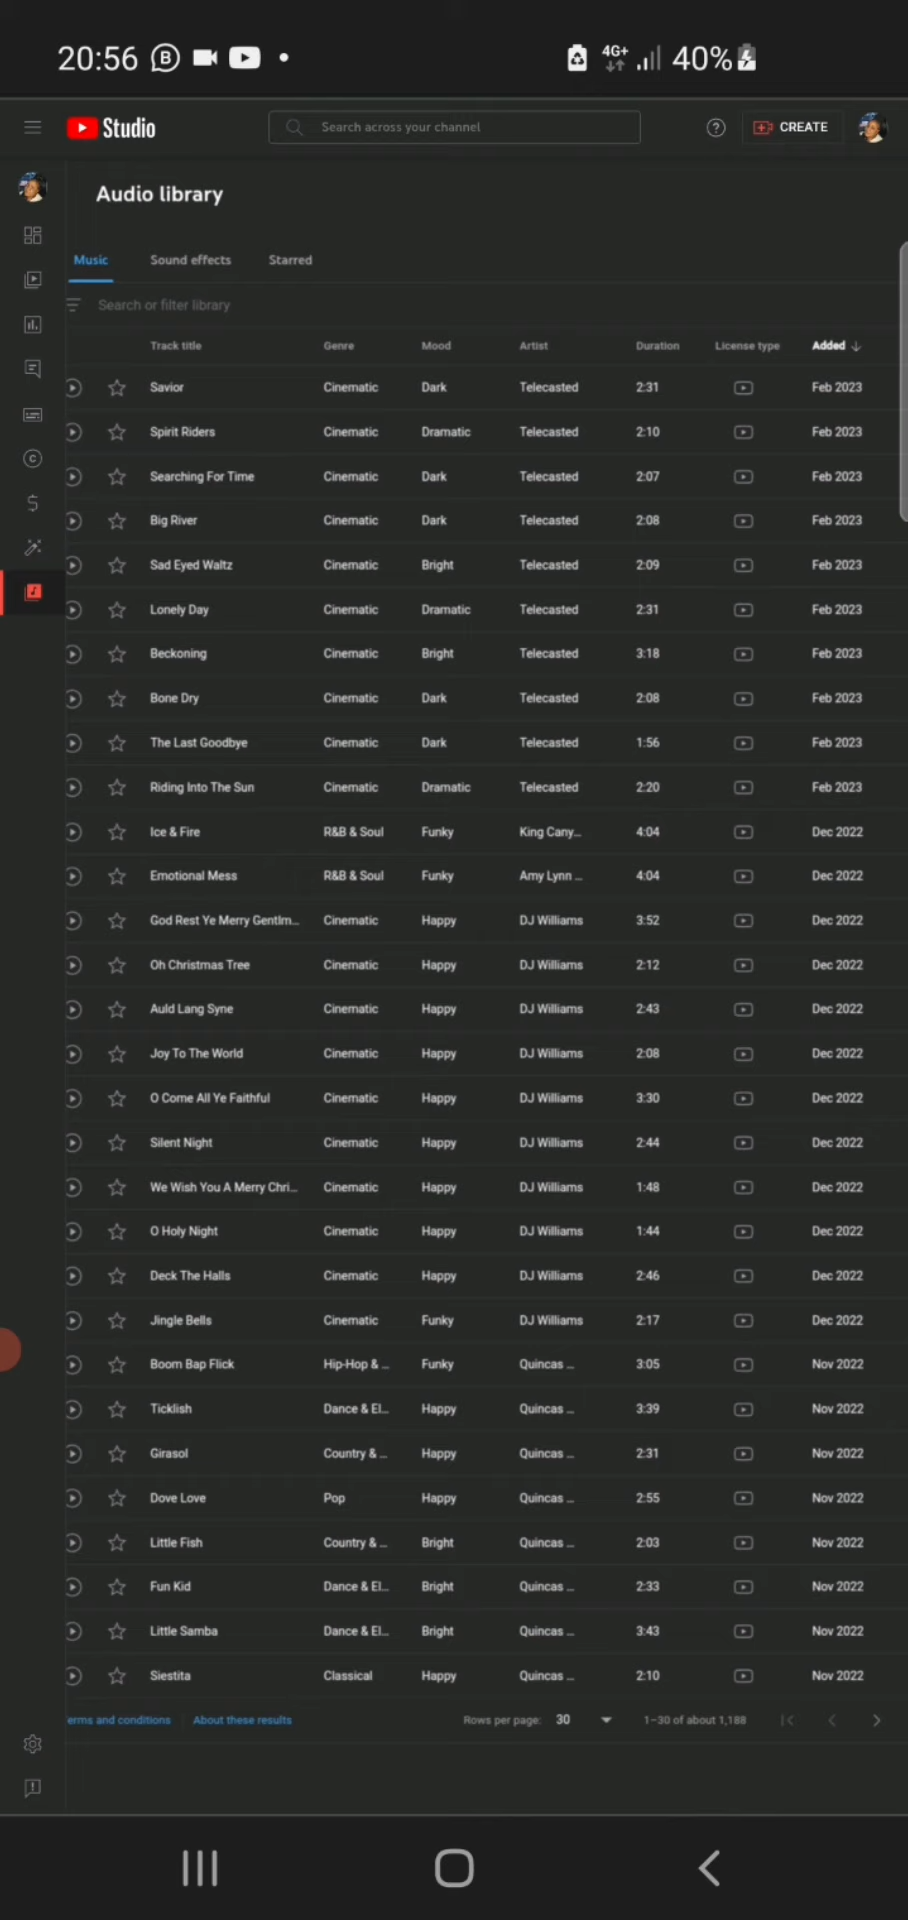 20:56 B 4G+ 40%
Studio Search across your channel ? CREATE
Audio library
Music Sound effects Starred
Search or filter library
Track title Genre Mood Artist Duration License type Added ↓
Savior Cinematic Dark Telecasted 2:31 Feb 2023
Spirit Riders Cinematic Dramatic Telecasted 2:10 Feb 2023
Searching For Time Cinematic Dark Telecasted 2:07 Feb 2023
Big River Cinematic Dark Telecasted 2:08 Feb 2023
Sad Eyed Waltz Cinematic Bright Telecasted 2:09 Feb 2023
Lonely Day Cinematic Dramatic Telecasted 2:31 Feb 2023
Beckoning Cinematic Bright Telecasted 3:18 Feb 2023
Bone Dry Cinematic Dark Telecasted 2:08 Feb 2023
The Last Goodbye Cinematic Dark Telecasted 1:56 Feb 2023
Riding Into The Sun Cinematic Dramatic Telecasted 2:20 Feb 2023
Ice & Fire R&B & Soul Funky King Cany... 4:04 Dec 2022
Emotional Mess R&B & Soul Funky Amy Lynn ... 4:04 Dec 2022
God Rest Ye Merry Gentlm... Cinematic Happy DJ Williams 3:52 Dec 2022
Oh Christmas Tree Cinematic Happy DJ Williams 2:12 Dec 2022
Auld Lang Syne Cinematic Happy DJ Williams 2:43 Dec 2022
Joy To The World Cinematic Happy DJ Williams 2:08 Dec 2022
O Come All Ye Faithful Cinematic Happy DJ Williams 3:30 Dec 2022
Silent Night Cinematic Happy DJ Williams 2:44 Dec 2022
We Wish You A Merry Chri... Cinematic Happy DJ Williams 1:48 Dec 2022
O Holy Night Cinematic Happy DJ Williams 1:44 Dec 2022
Deck The Halls Cinematic Happy DJ Williams 2:46 Dec 2022
Jingle Bells Cinematic Funky DJ Williams 2:17 Dec 2022
Boom Bap Flick Hip-Hop & ... Funky Quincas ... 3:05 Nov 2022
Ticklish Dance & El... Happy Quincas ... 3:39 Nov 2022
Girasol Country & ... Happy Quincas ... 2:31 Nov 2022
Dove Love Pop Happy Quincas ... 2:55 Nov 2022
Little Fish Country & ... Bright Quincas ... 2:03 Nov 2022
Fun Kid Dance & El... Bright Quincas ... 2:33 Nov 2022
Little Samba Dance & El... Bright Quincas ... 3:43 Nov 2022
Siestita Classical Happy Quincas ... 2:10 Nov 2022
erms and conditions About these results Rows per page: 30 1–30 of about 1,188